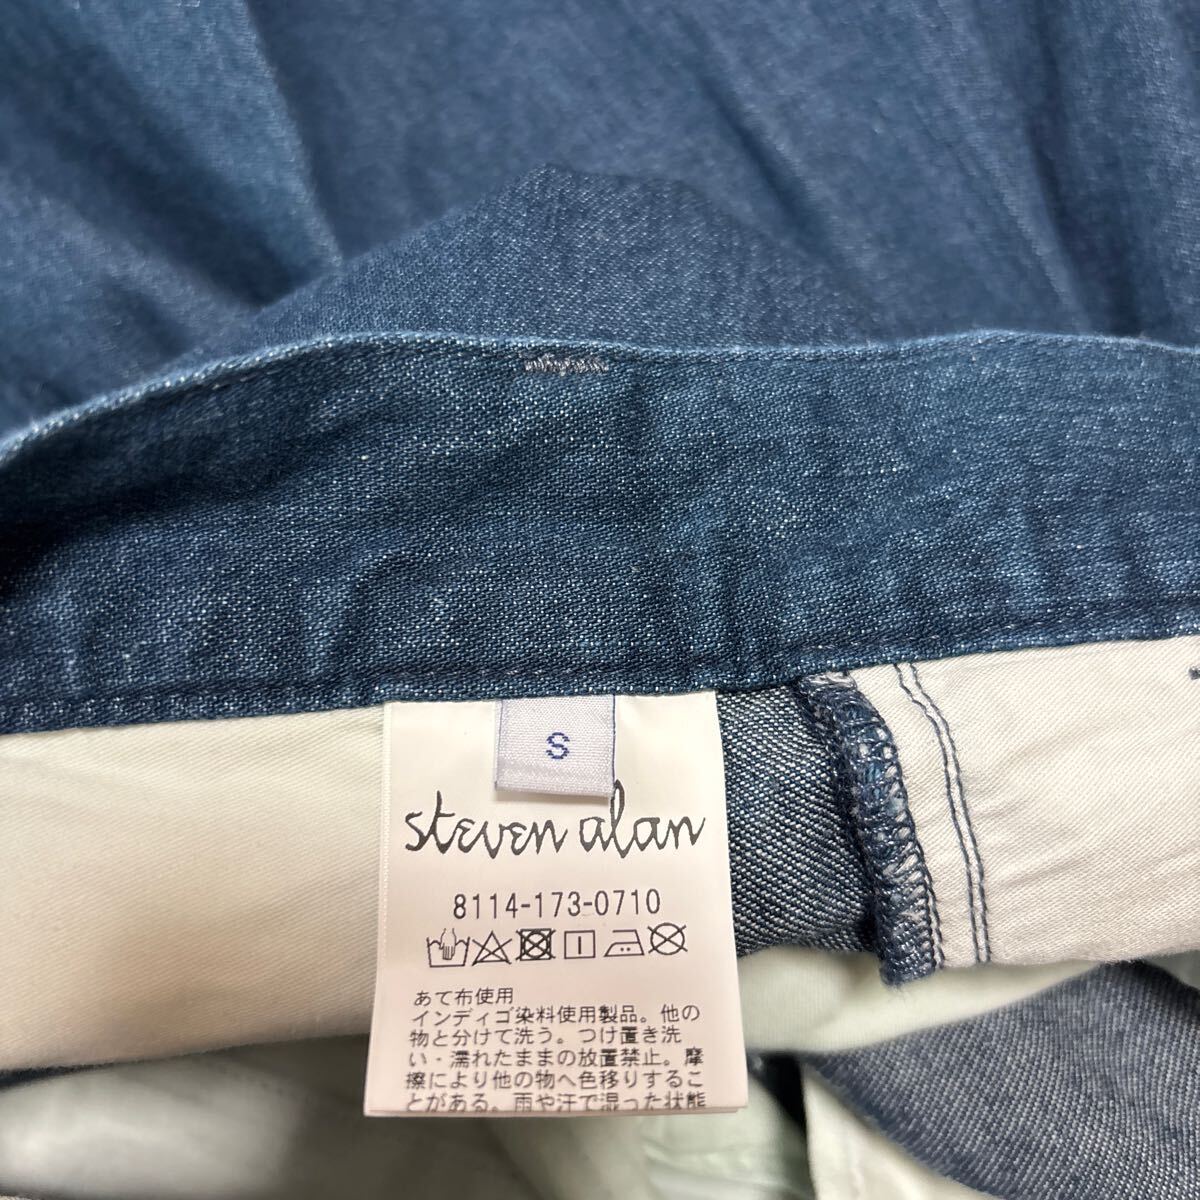 S
steven alan
8114-173-0710
あて布使用
インディゴ染料使用製品。他の
物と分けて洗う。つけ置き洗
い・濡れたままの放置禁止。摩
擦により他の物へ色移りするこ
とがある。雨や汗で湿った状態